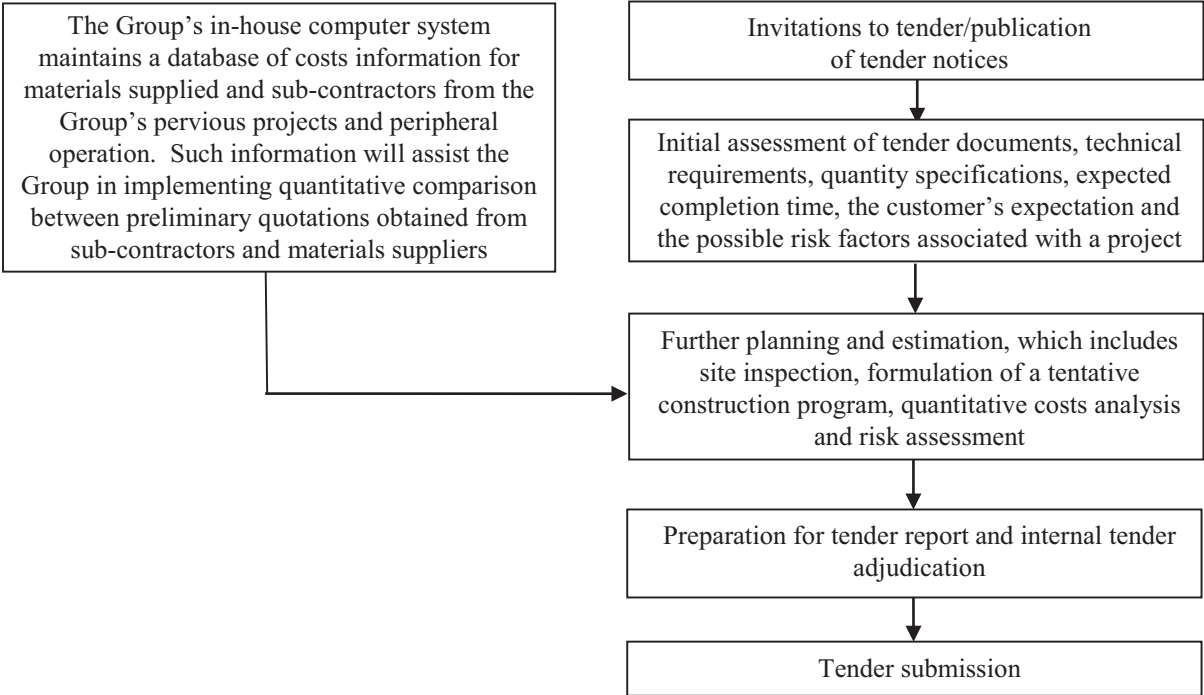 The Group's in-house computer system
maintains a database of costs information for
materials supplied and sub-contractors from the
Group's pervious projects and peripheral
operation.  Such information will assist the
Group in implementing quantitative comparison
between preliminary quotations obtained from
sub-contractors and materials suppliers
Invitations to tender/publication
of tender notices
Initial assessment of tender documents, technical
requirements, quantity specifications, expected
completion time, the customer's expectation and
the possible risk factors associated with a project
Further planning and estimation, which includes
site inspection, formulation of a tentative
construction program, quantitative costs analysis
and risk assessment
Preparation for tender report and internal tender
adjudication
Tender submission